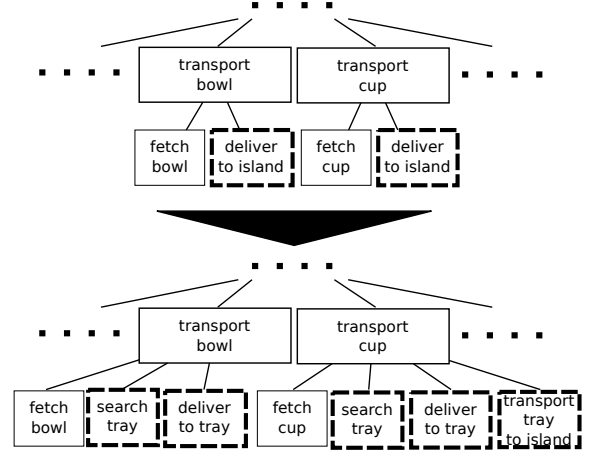 transport
bowl
transport
cup
fetch
bowl
deliver
to island
fetch
cup
deliver
to island
transport
bowl
transport
cup
fetch
bowl
search
tray
deliver
to tray
fetch
cup
search
tray
deliver
to tray
transport
tray
to island